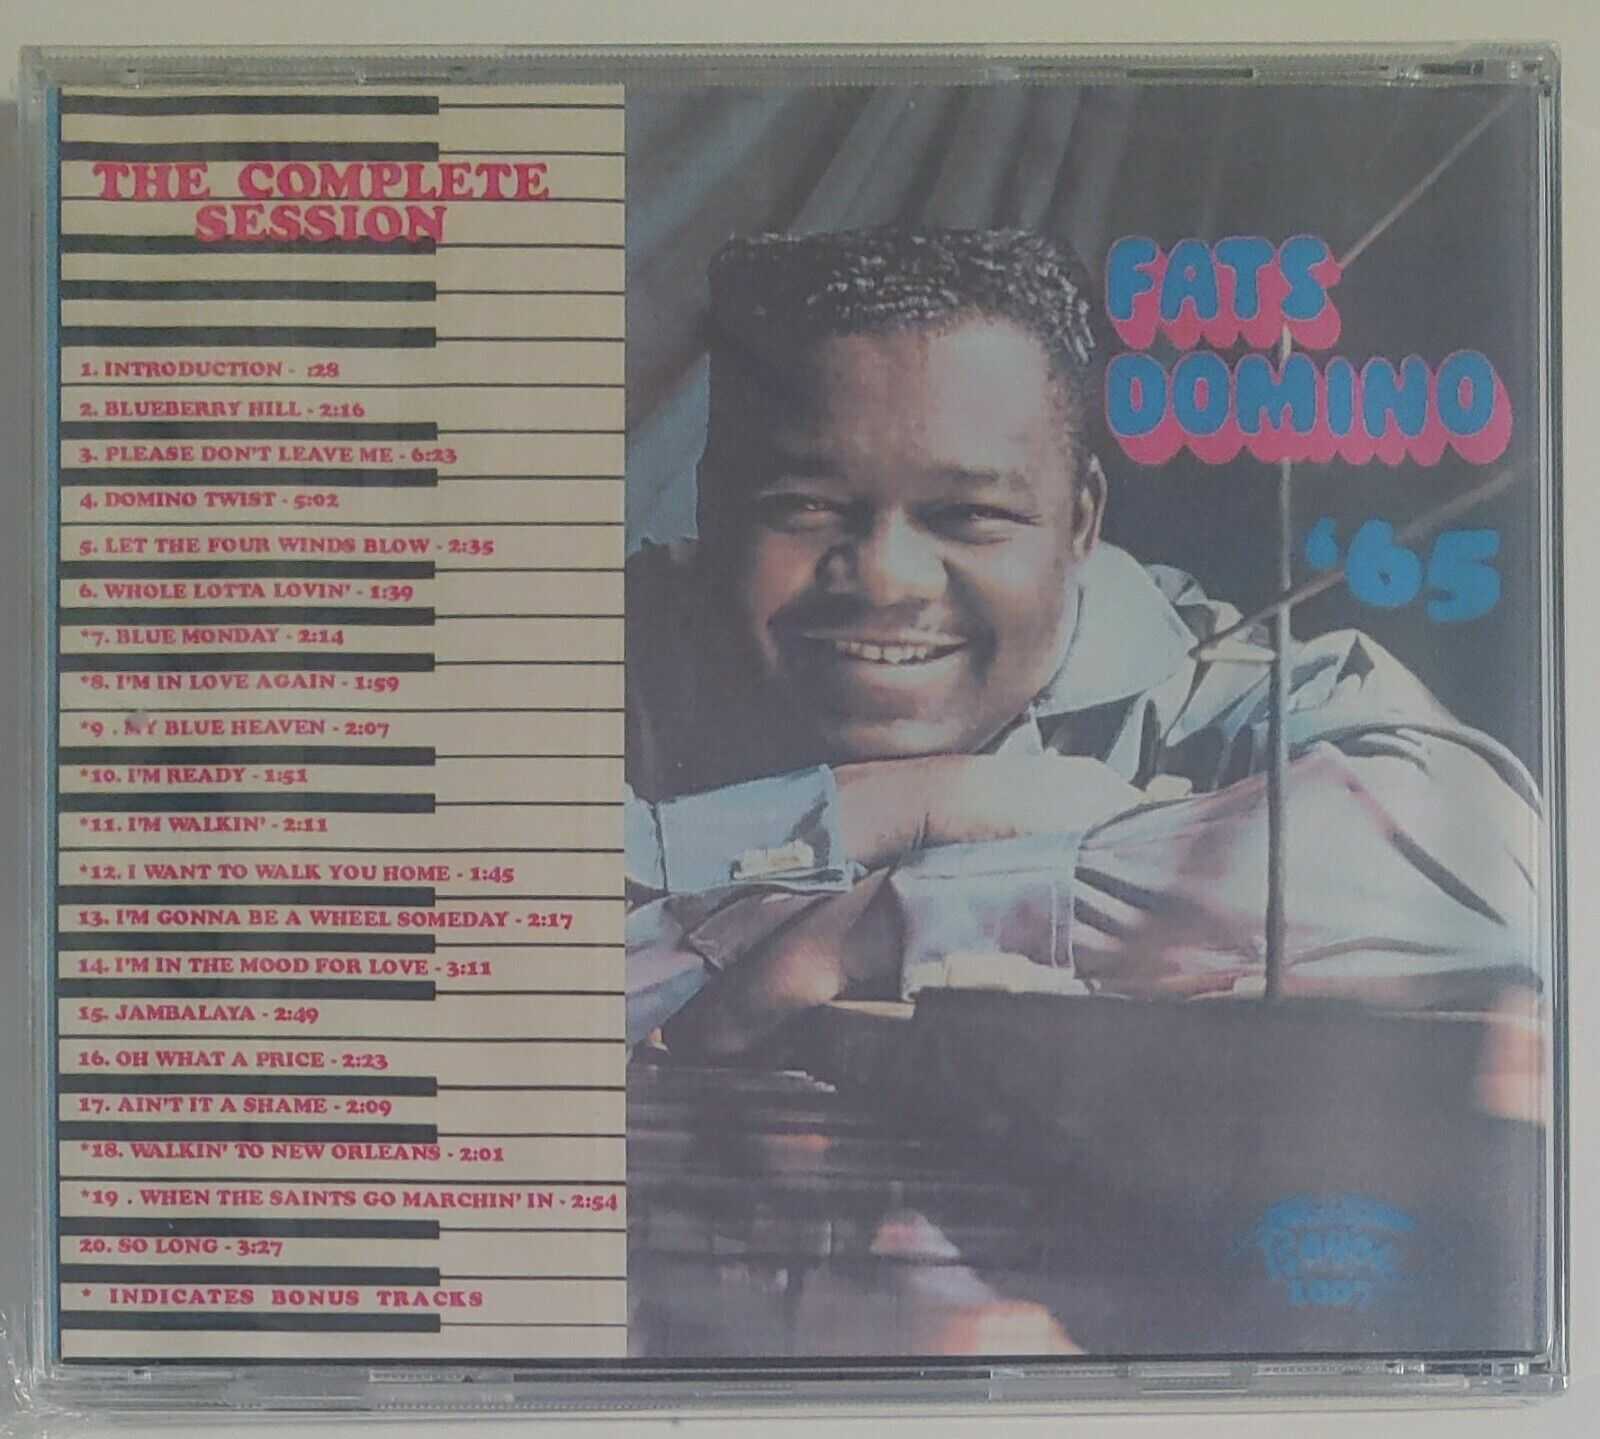 THE COMPLETE
SESSION
1. INTRODUCTION - :28
2. BLUEBERRY HILL - 2:16
3. PLEASE DON'T LEAVE ME - 6:23
4. DOMINO TWIST - 5:02
5. LET THE FOUR WINDS BLOW - 2:35
6. WHOLE LOTTA LOVIN' - 1:39
*7. BLUE MONDAY - 2:14
*8. I'M IN LOVE AGAIN - 1:59
*9 . MY BLUE HEAVEN - 2:07
*10. I'M READY - 1:51
*11. I'M WALKIN' - 2:11
*12. I WANT TO WALK YOU HOME - 1:45
13. I'M GONNA BE A WHEEL SOMEDAY - 2:17
14. I'M IN THE MOOD FOR LOVE - 3:11
15. JAMBALAYA - 2:49
16. OH WHAT A PRICE - 2:23
17. AIN'T IT A SHAME - 2:09
*18. WALKIN' TO NEW ORLEANS - 2:01
*19 . WHEN THE SAINTS GO MARCHIN' IN - 2:54
20. SO LONG - 3:27
* INDICATES BONUS TRACKS
FATS
DOMINO
'65